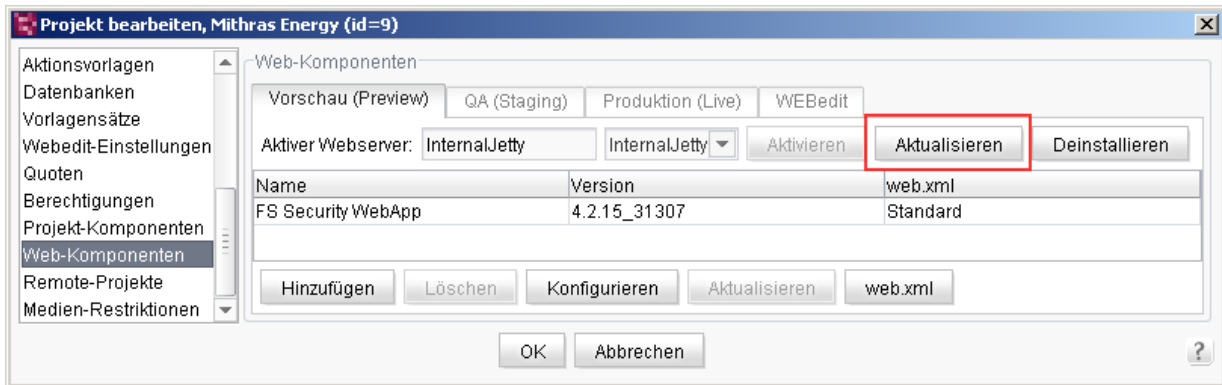 Projekt bearbeiten, Mithras Energy (id=9)
Aktionsvorlagen
Datenbanken
Vorlagensätze
Webedit-Einstellungen
Quoten
Berechtigungen
Projekt-Komponenten
Web-Komponenten
Remote-Projekte
Medien-Restriktionen
Web-Komponenten
Vorschau (Preview) QA (Staging) Produktion (Live) WEBedit
Aktiver Webserver: InternalJetty InternalJetty Aktivieren Aktualisieren Deinstallieren
Name Version web.xml
FS Security WebApp 4.2.15_31307 Standard
Hinzufügen Löschen Konfigurieren Aktualisieren web.xml
OK Abbrechen ?